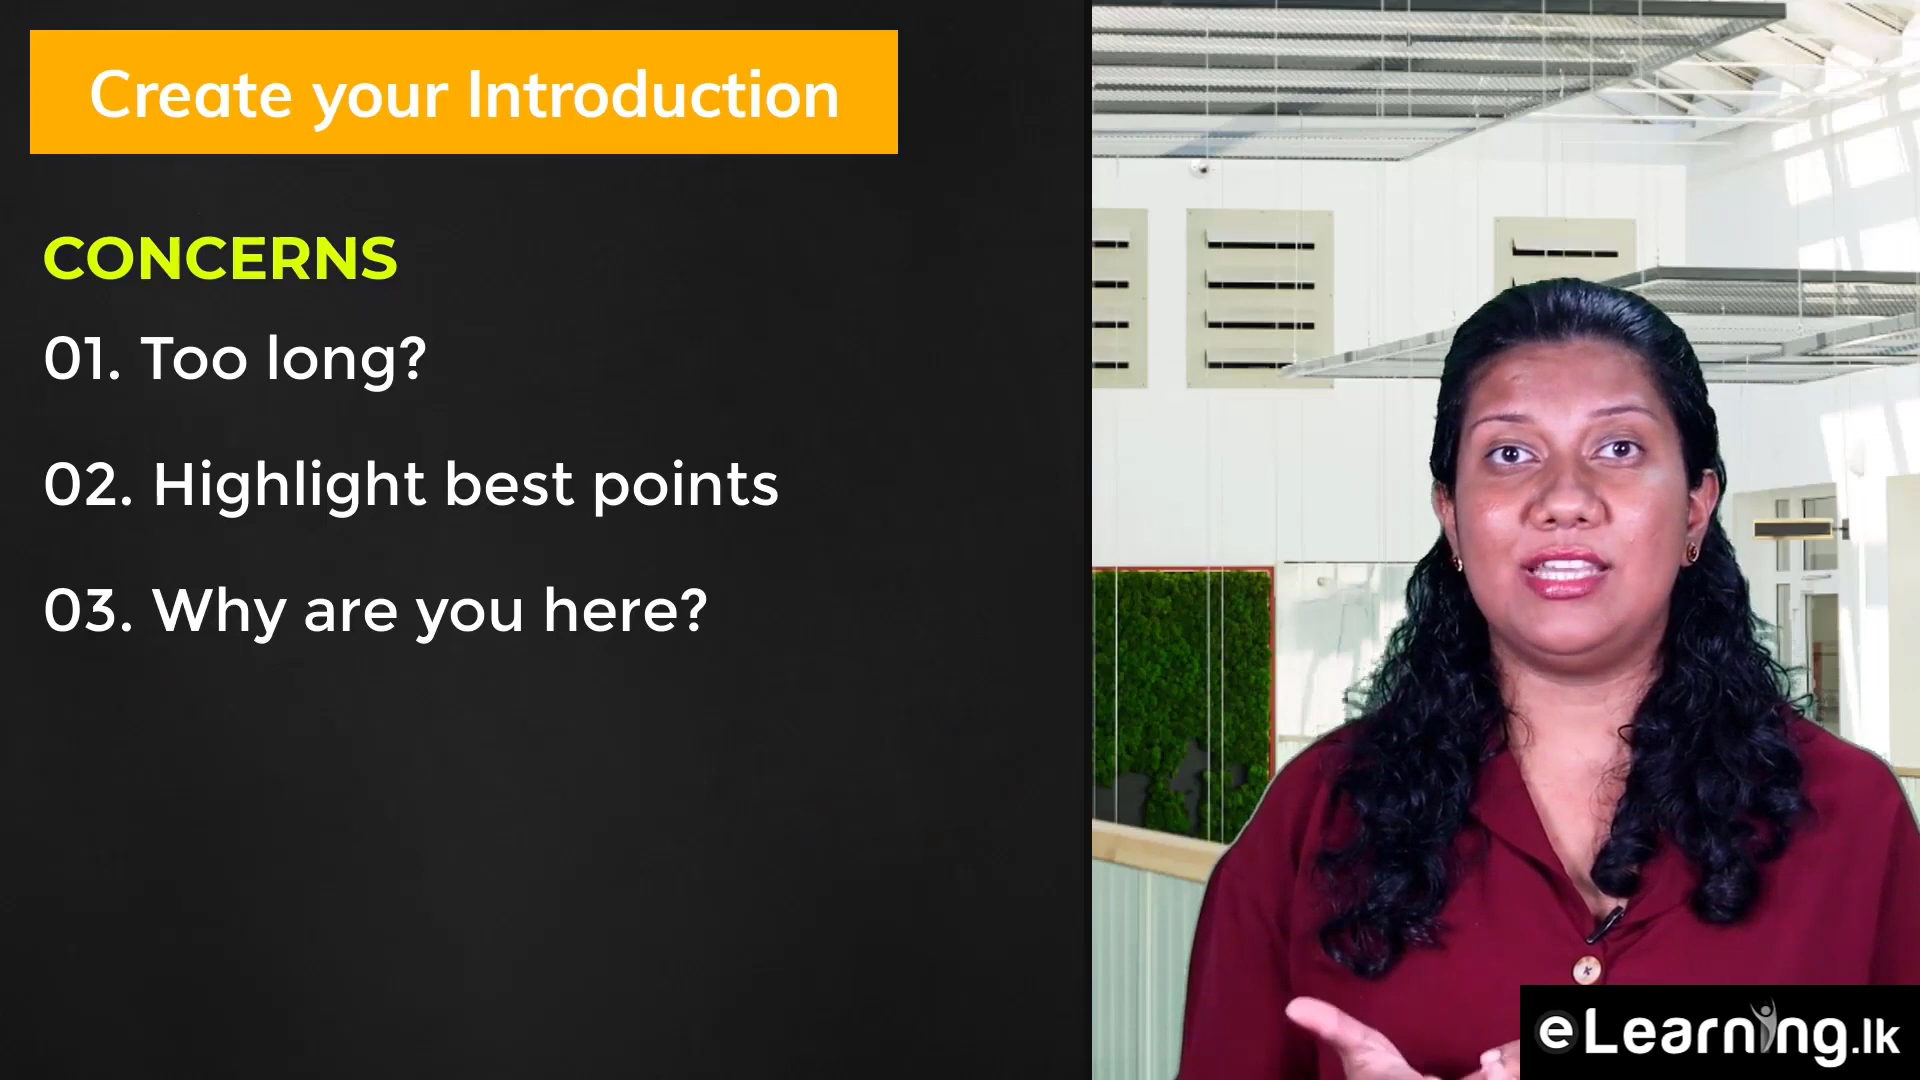 Create your Introduction
CONCERNS
01. Too long?
02. Highlight best points
03. Why are you here?
eLearning.lk